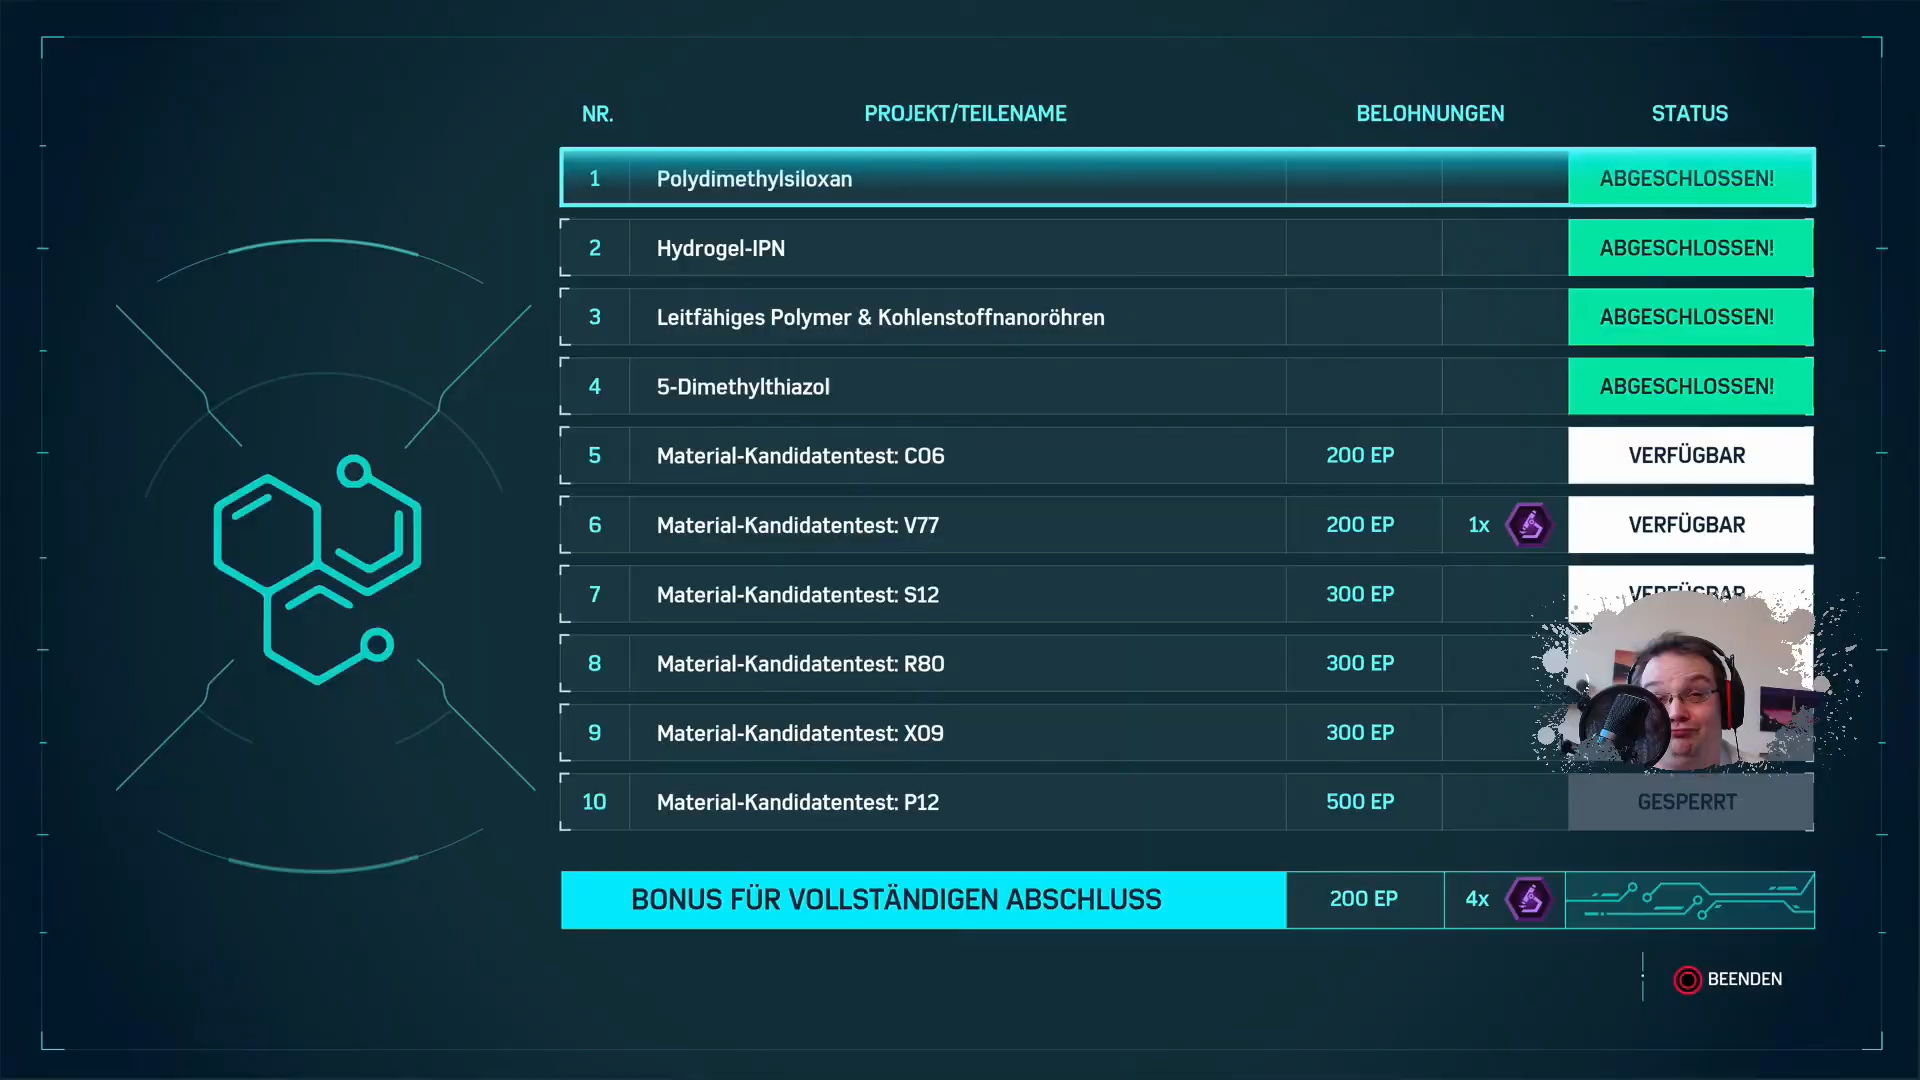 NR. PROJEKT/TEILENAME BELOHNUNGEN STATUS
1 Polydimethylsiloxan ABGESCHLOSSEN!
2 Hydrogel-IPN ABGESCHLOSSEN!
3 Leitfähiges Polymer & Kohlenstoffnanoröhren ABGESCHLOSSEN!
4 5-Dimethylthiazol ABGESCHLOSSEN!
5 Material-Kandidatentest: C06 200 EP VERFÜGBAR
6 Material-Kandidatentest: V77 200 EP 1x VERFÜGBAR
7 Material-Kandidatentest: S12 300 EP VERFÜGBAR
8 Material-Kandidatentest: R80 300 EP
9 Material-Kandidatentest: X09 300 EP
10 Material-Kandidatentest: P12 500 EP GESPERRT
BONUS FÜR VOLLSTÄNDIGEN ABSCHLUSS 200 EP 4x
BEENDEN